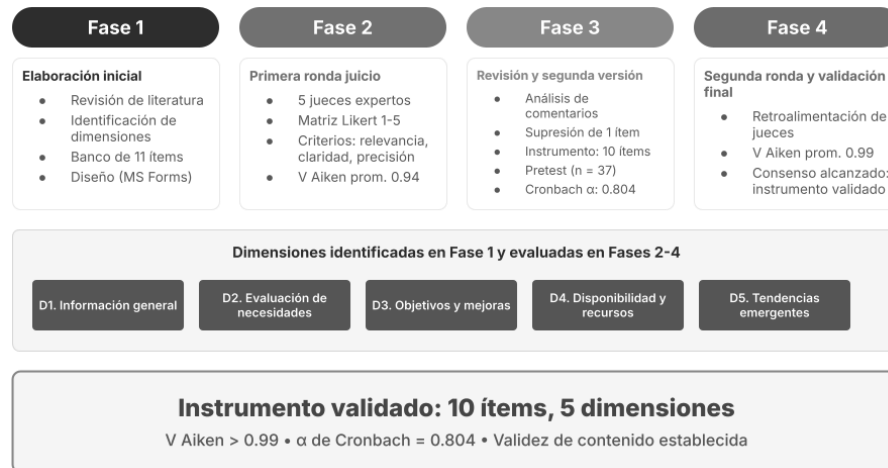 Fase 1
Elaboración inicial
● Revisión de literatura
● Identificación de
dimensiones
● Banco de 11 ítems
● Diseño (MS Forms)
Fase 2
Primera ronda juicio
● 5 jueces expertos
● Matriz Likert 1-5
● Criterios: relevancia,
claridad, precisión
● V Aiken prom. 0.94
Fase 3
Revisión y segunda versión
● Análisis de
comentarios
● Supresión de 1 ítem
● Instrumento: 10 ítems
● Pretest (n = 37)
● Cronbach α: 0.804
Fase 4
Segunda ronda y validación
final
● Retroalimentación de
jueces
● V Aiken prom. 0.99
● Consenso alcanzado:
instrumento validado
Dimensiones identificadas en Fase 1 y evaluadas en Fases 2-4
D1. Información general
D2. Evaluación de
necesidades
D3. Objetivos y mejoras
D4. Disponibilidad y
recursos
D5. Tendencias
emergentes
Instrumento validado: 10 ítems, 5 dimensiones
V Aiken > 0.99 • α de Cronbach = 0.804 • Validez de contenido establecida